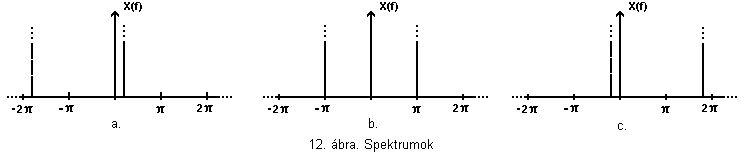 X(f) X(f) X(f)
-2π -π π 2π -2π -π π 2π -2π -π π 2π
a. b. c.
12. ábra. Spektrumok